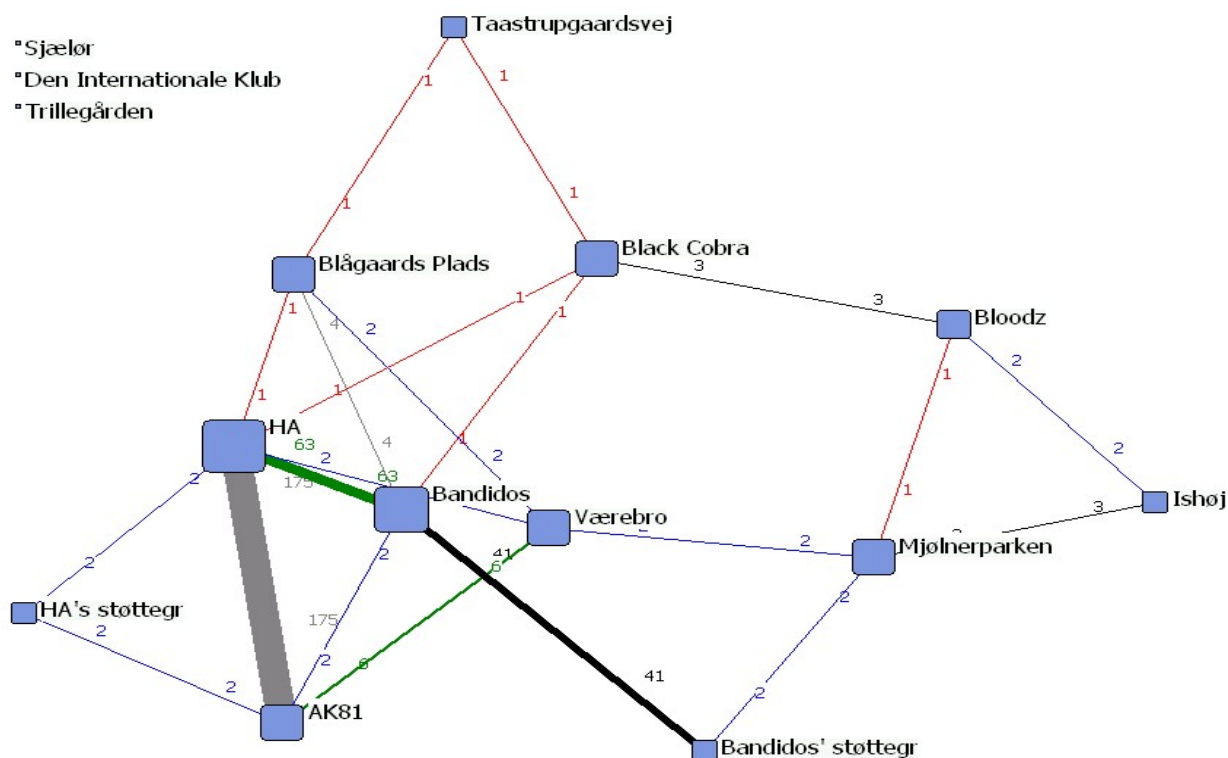 Taastrupgaardsvej
Sjælør
Den Internationale Klub
Trillegården
1
1
1
1
Black Cobra
Blågaards Plads
3
3
1
1
1
4
2
Bloodz
1
2
1
1
HA
63
2
4
1
2
2
175
63
Bandidos
1
2
Ishøj
3
Værebro
41
6
2
2
Mjølnerparken
2
2
HA's støttegr
2
175
2
2
6
41
2
2
AK81
Bandidos' støttegr